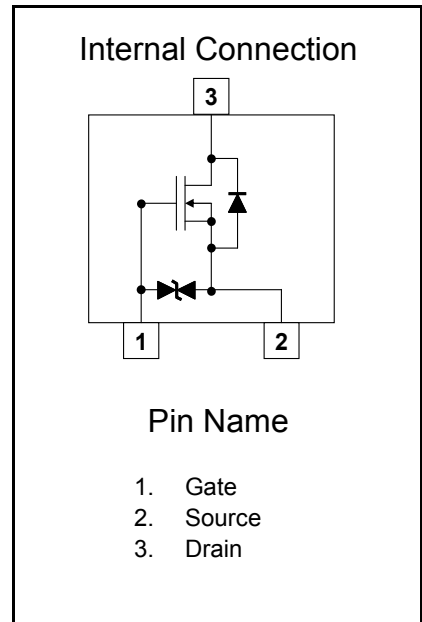 Internal Connection
3
1
2
Pin Name
1. Gate
2. Source
3. Drain